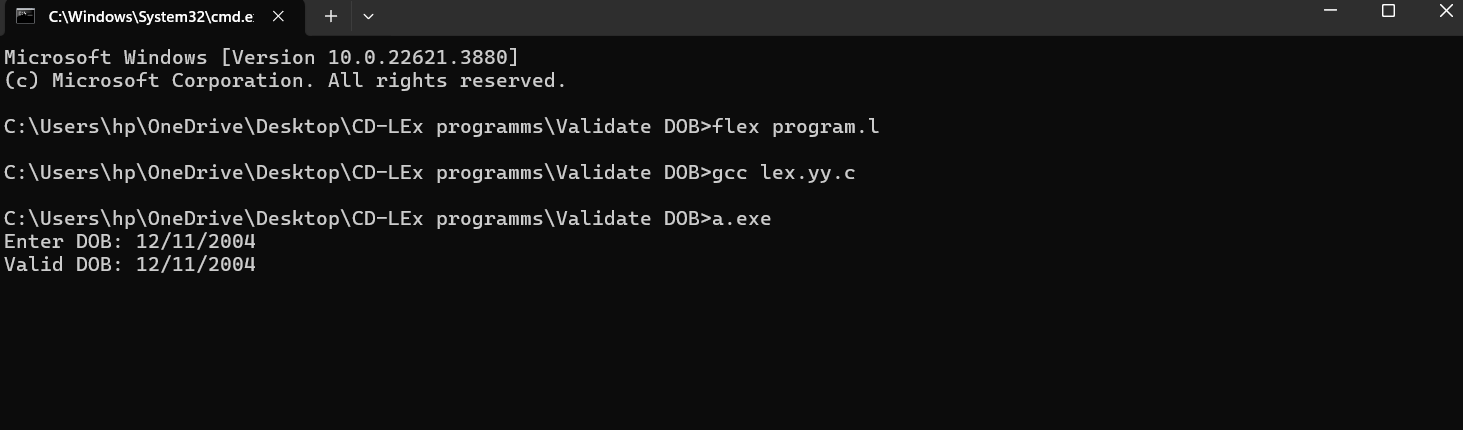 C:\Windows\System32\cmd.e
Microsoft Windows [Version 10.0.22621.3880]
(c) Microsoft Corporation. All rights reserved.
C:\Users\hp\OneDrive\Desktop\CD-LEx programms\Validate DOB>flex program.l
C:\Users\hp\OneDrive\Desktop\CD-LEx programms\Validate DOB>gcc lex.yy.c
C:\Users\hp\OneDrive\Desktop\CD-LEx programms\Validate DOB>a.exe
Enter DOB: 12/11/2004
Valid DOB: 12/11/2004